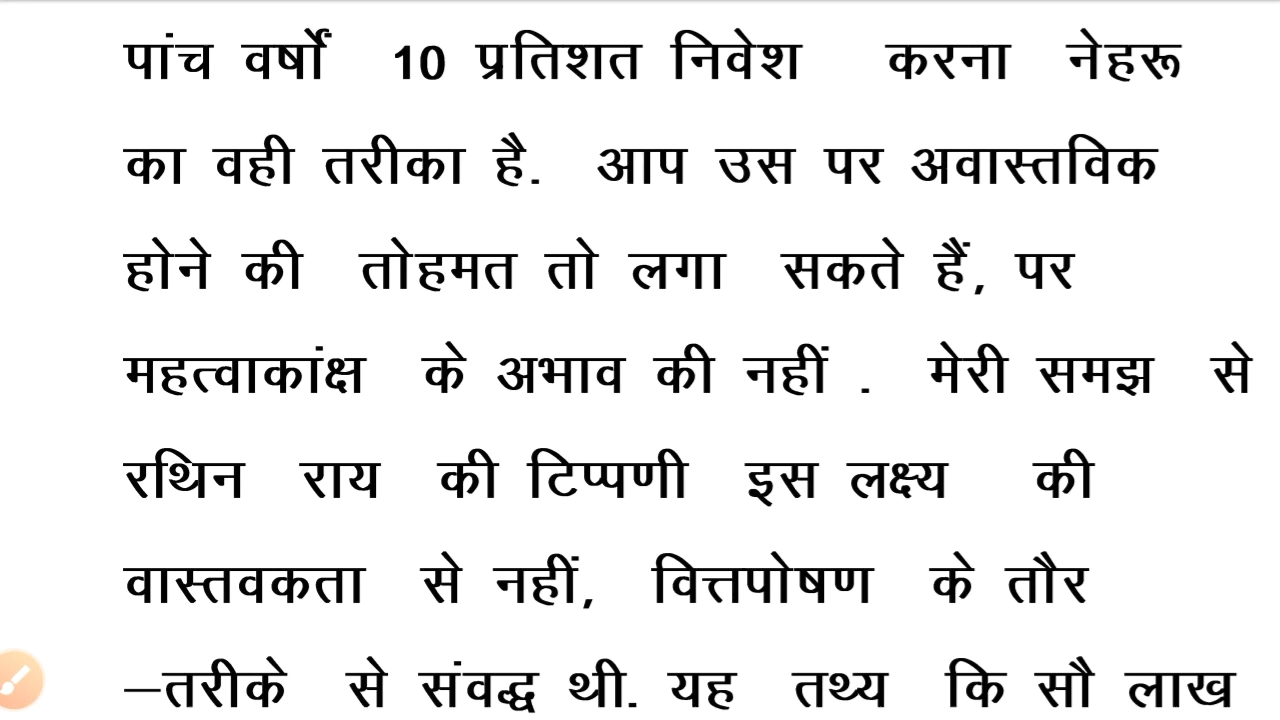 पांच वर्षों 10 प्रतिशत निवेश करना नेहरू
का वही तरीका है. आप उस पर अवास्तविक
होने की तोहमत तो लगा सकते हैं, पर
महत्वाकांक्ष के अभाव की नहीं . मेरी समझ से
रथिन राय की टिप्पणी इस लक्ष्य की
वास्तवकता से नहीं, वित्तपोषण के तौर
–तरीके से संवद्ध थी. यह तथ्य कि सौ लाख